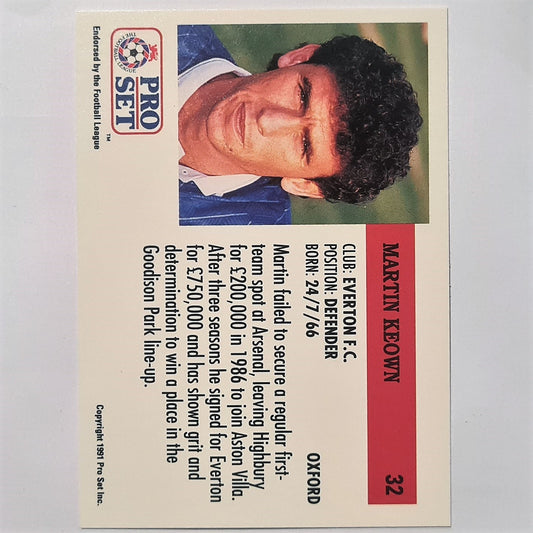 MARTIN KEOWN 32
CLUB: EVERTON F.C.
POSITION: DEFENDER
BORN: 24/7/66 OXFORD
Martin failed to secure a regular first-
team spot at Arsenal, leaving Highbury
for £200,000 in 1986 to join Aston Villa.
After three seasons he signed for Everton
for £750,000 and has shown grit and
determination to win a place in the
Goodison Park line-up.
THE FOOTBALL LEAGUE
PRO
SET
™
Endorsed by the Football League
Copyright 1991 Pro Set Inc.